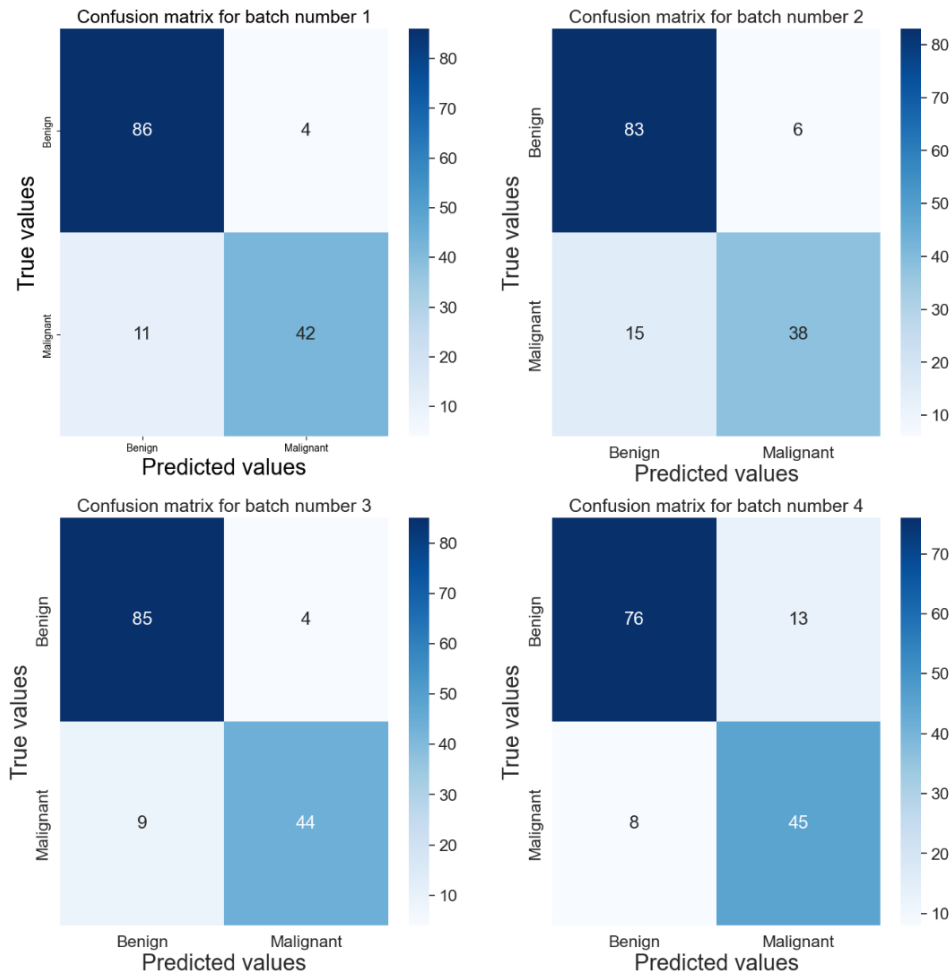 Confusion matrix for batch number 1
80
70
60
50
40
30
20
10
Benign
Malignant
True values
86
4
11
42
Benign
Malignant
Predicted values
Confusion matrix for batch number 2
80
70
60
50
40
30
20
10
Benign
Malignant
True values
83
6
15
38
Benign
Malignant
Predicted values
Confusion matrix for batch number 3
80
70
60
50
40
30
20
10
Benign
Malignant
True values
85
4
9
44
Benign
Malignant
Predicted values
Confusion matrix for batch number 4
70
60
50
40
30
20
10
Benign
Malignant
True values
76
13
8
45
Benign
Malignant
Predicted values